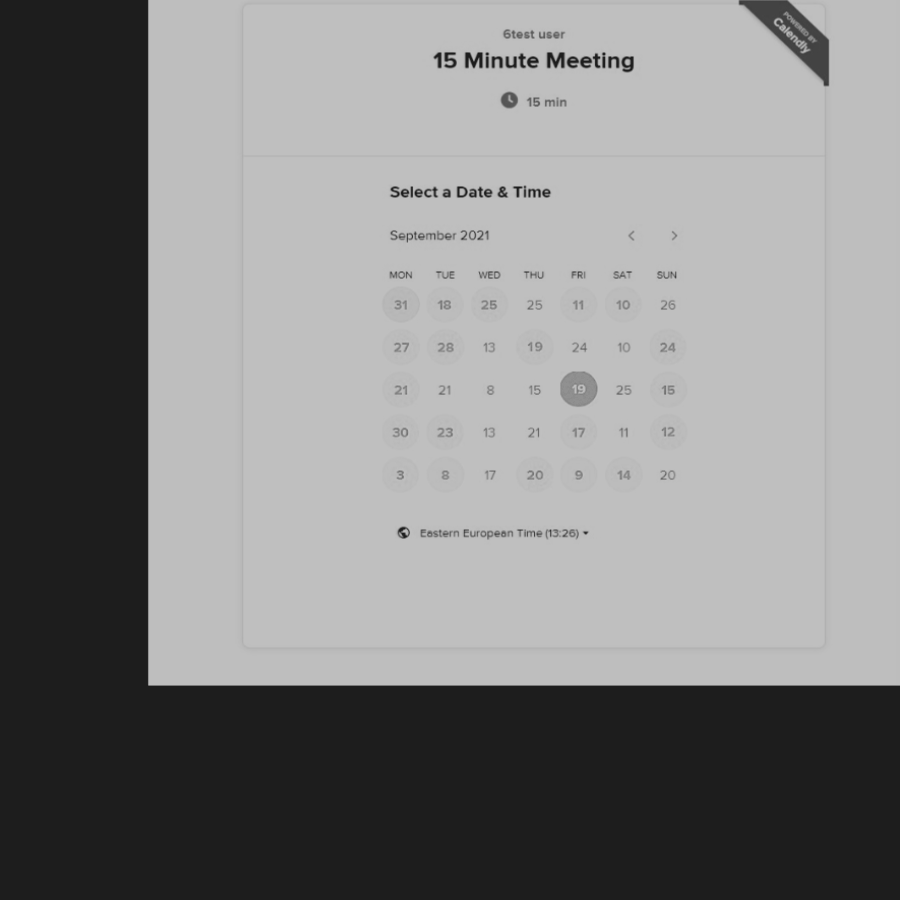 6test user
POWERED BY
Calendly
15 Minute Meeting
15 min
Select a Date & Time
September 2021
MON TUE WED THU FRI SAT SUN
31 18 25 25 11 10 26
27 28 13 19 24 10 24
21 21 8 15 19 25 15
30 23 13 21 17 11 12
3 8 17 20 9 14 20
Eastern European Time (13:26)